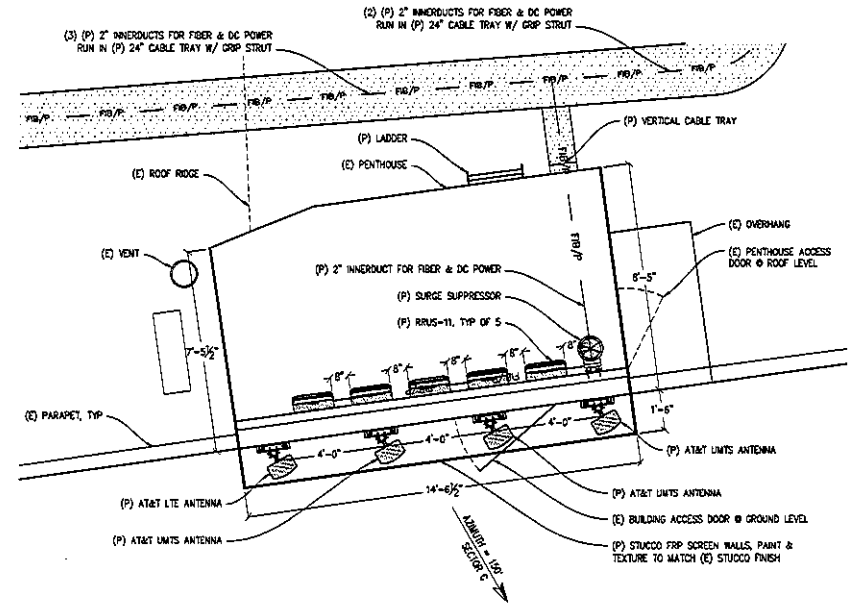 (3) (P) 2" INNERDUCTS FOR FIBER & DC POWER
RUN IN (P) 24" CABLE TRAY W/ GRIP STRUT
(2) (P) 2" INNERDUCTS FOR FIBER & DC POWER
RUN IN (P) 24" CABLE TRAY W/ GRIP STRUT
FIB/P
FIB/P
FIB/P
FIB/P
FIB/P
FIB/P
FIB/P
FIB/P
(P) LADDER
(E) PENTHOUSE
(P) VERTICAL CABLE TRAY
FIB/P
(E) ROOF RIDGE
(E) OVERHANG
(E) VENT
FIB/P
(E) PENTHOUSE ACCESS
DOOR @ ROOF LEVEL
(P) 2" INNERDUCT FOR FIBER & DC POWER
8'-5"
(P) SURGE SUPPRESSOR
(P) RRUS-11, TYP OF 5
7'-5½"
8"
8"
8"
8"
8"
(E) PARAPET, TYP
1'-6"
4'-0"
4'-0"
4'-0"
(P) AT&T UMTS ANTENNA
(P) AT&T LTE ANTENNA
14'-6½"
(P) AT&T UMTS ANTENNA
(P) AT&T UMTS ANTENNA
(E) BUILDING ACCESS DOOR @ GROUND LEVEL
(P) STUCCO FRP SCREEN WALLS, PAINT &
TEXTURE TO MATCH (E) STUCCO FINISH
AZIMUTH = 150°
SECTOR C